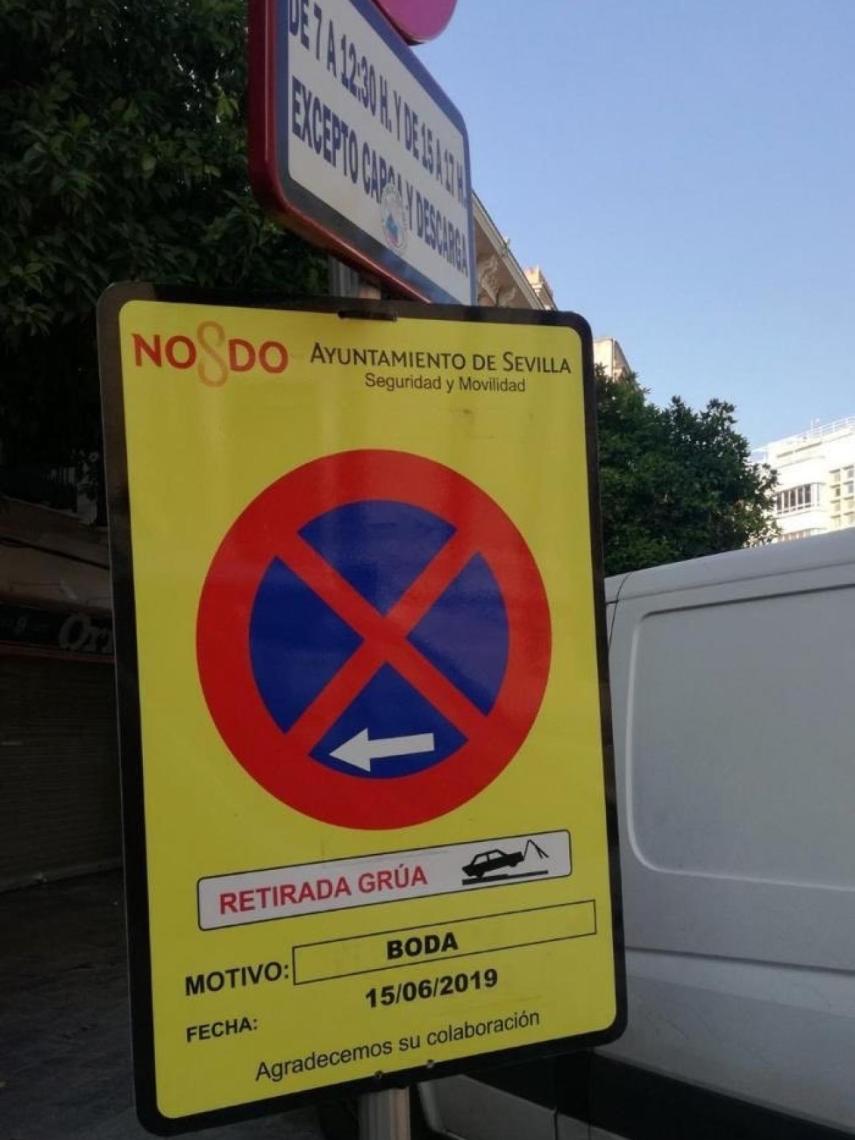 DE 7 A 12:30 H. Y DE 15 A 17 H.
EXCEPTO CARGA Y DESCARGA
NO8DO AYUNTAMIENTO DE SEVILLA
Seguridad y Movilidad
RETIRADA GRÚA
MOTIVO: BODA
FECHA: 15/06/2019
Agradecemos su colaboración